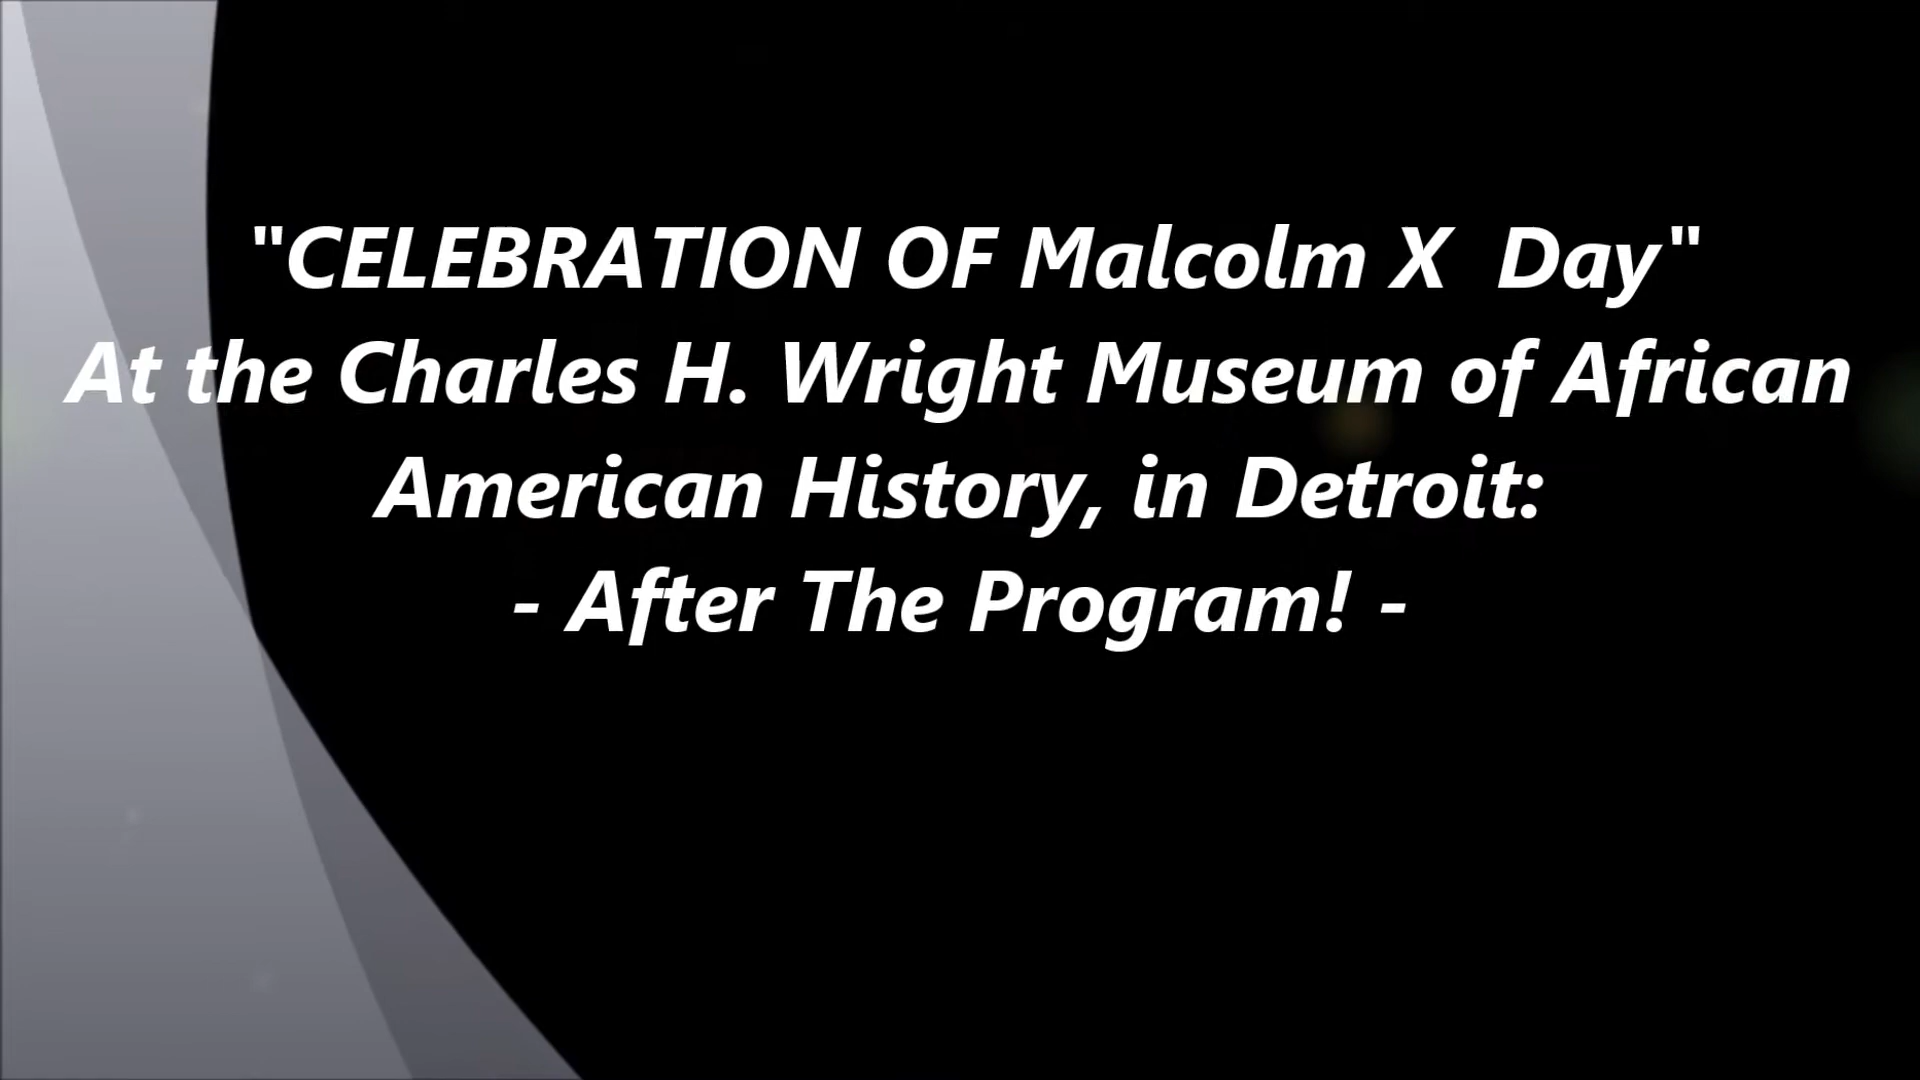 "CELEBRATION OF Malcolm X  Day"
At the Charles H. Wright Museum of African
American History, in Detroit:
- After The Program! -